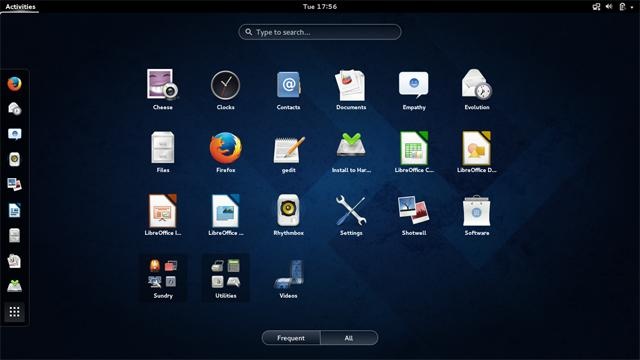 Activities
Tue 17:56
Type to search...
Cheese
Clocks
Contacts
Documents
Empathy
Evolution
Files
Firefox
gedit
Install to Har...
LibreOffice C...
LibreOffice D...
LibreOffice I...
LibreOffice ...
Rhythmbox
Settings
Shotwell
Software
Sundry
Utilities
Videos
Frequent
All